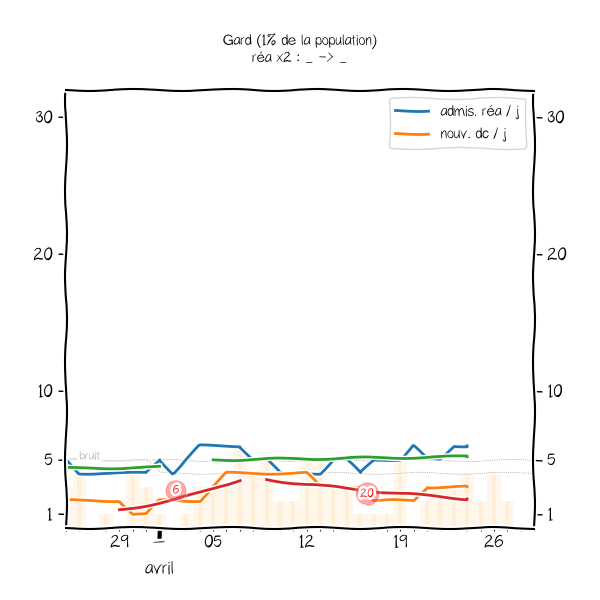 Gard (1% de la population)
réa x2 : _ -> _
admis. réa / j
nouv. dc / j
30 30
20 20
10 10
5 5
1 1
bruit
6
20
29 1 05 12 19 26
avril